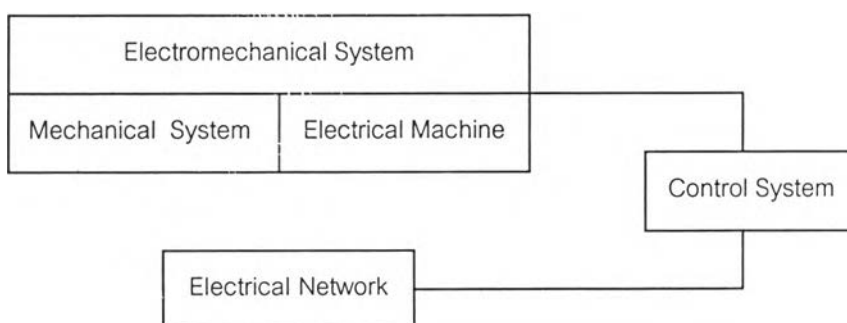 Electromechanical System
Mechanical System
Electrical Machine
Control System
Electrical Network